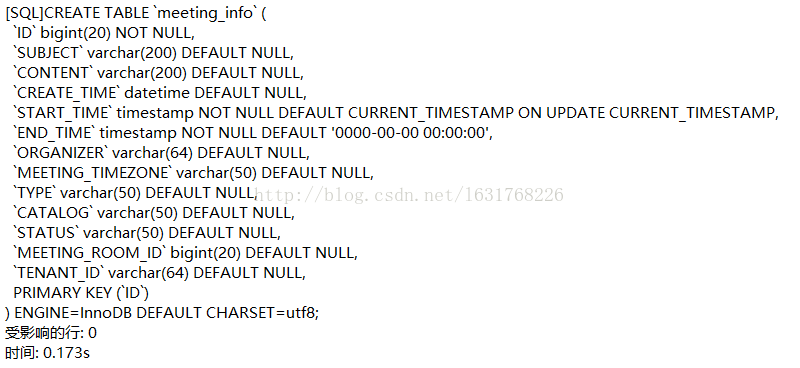 [SQL]CREATE TABLE `meeting_info` (
`ID` bigint(20) NOT NULL,
`SUBJECT` varchar(200) DEFAULT NULL,
`CONTENT` varchar(200) DEFAULT NULL,
`CREATE_TIME` datetime DEFAULT NULL,
`START_TIME` timestamp NOT NULL DEFAULT CURRENT_TIMESTAMP ON UPDATE CURRENT_TIMESTAMP,
`END_TIME` timestamp NOT NULL DEFAULT '0000-00-00 00:00:00',
`ORGANIZER` varchar(64) DEFAULT NULL,
`MEETING_TIMEZONE` varchar(50) DEFAULT NULL,
`TYPE` varchar(50) DEFAULT NULL,
http://blog.csdn.net/1631768226
`CATALOG` varchar(50) DEFAULT NULL,
`STATUS` varchar(50) DEFAULT NULL,
`MEETING_ROOM_ID` bigint(20) DEFAULT NULL,
`TENANT_ID` varchar(64) DEFAULT NULL,
PRIMARY KEY (`ID`)
) ENGINE=InnoDB DEFAULT CHARSET=utf8;
受影响的行: 0
时间: 0.173s